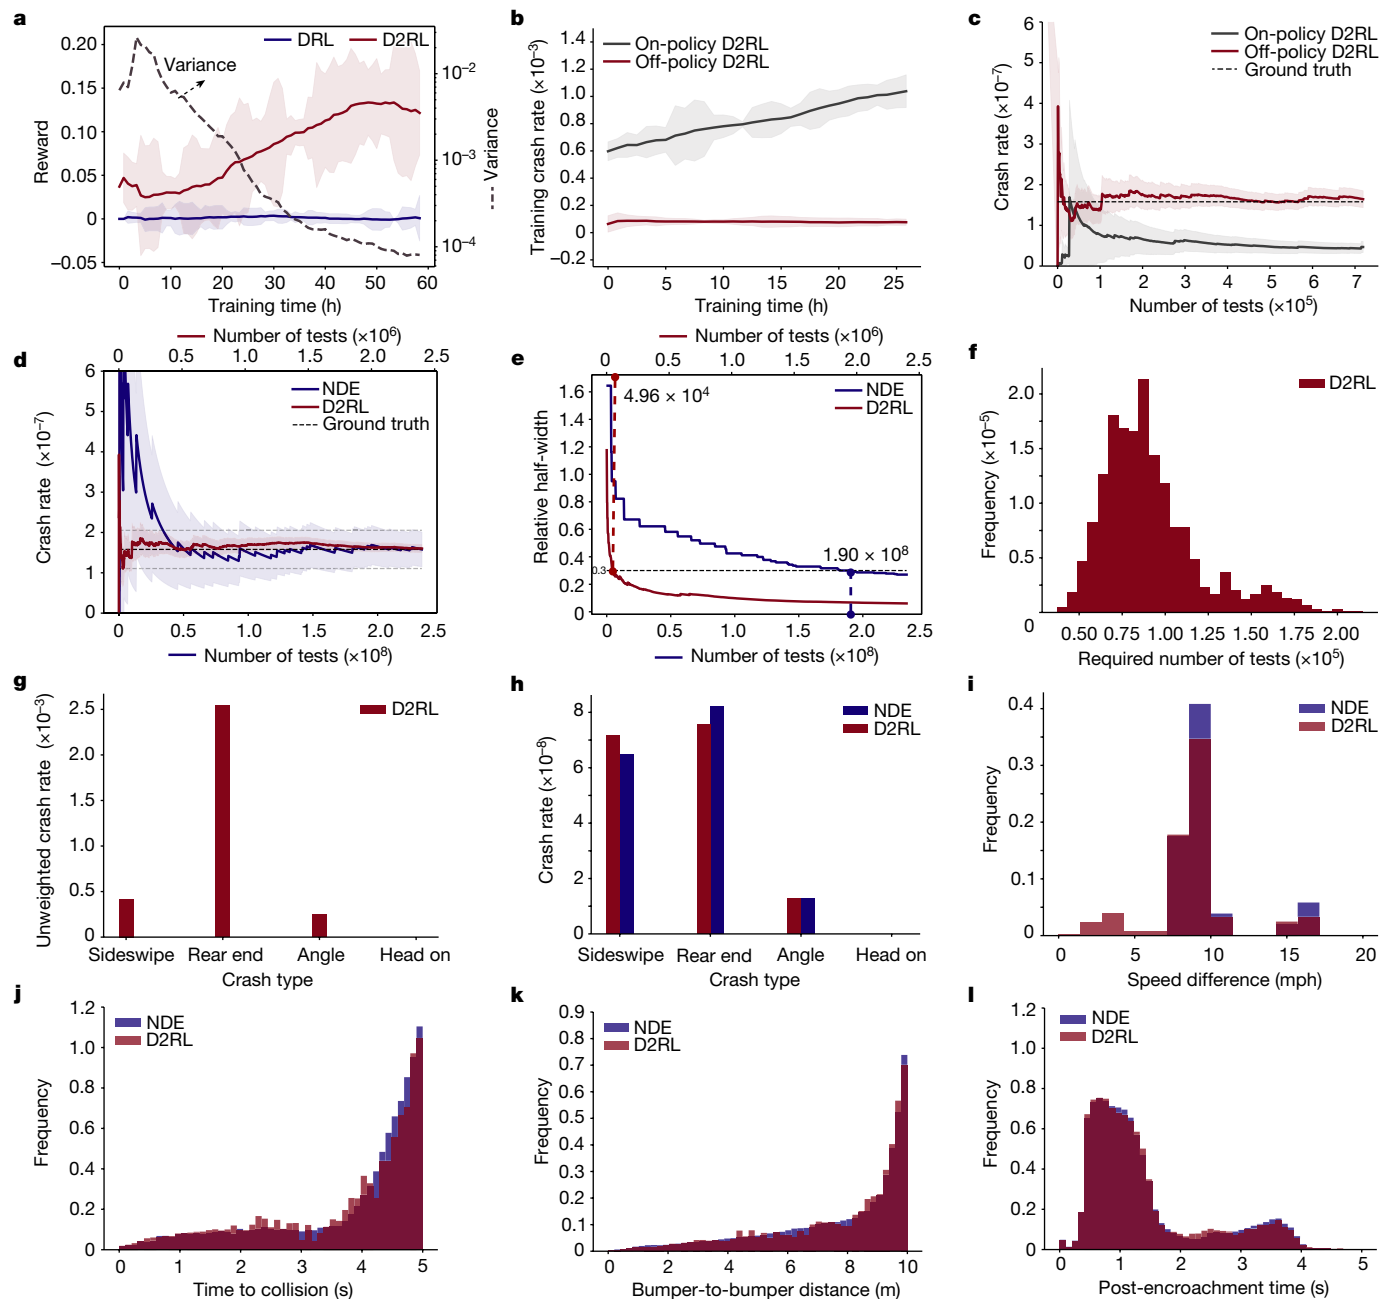 a
DRL
D2RL
Variance
0.20
0.15
0.10
0.05
0
–0.05
Reward
10⁻²
10⁻³
10⁻⁴
Variance
0 10 20 30 40 50 60
Training time (h)
b
On-policy D2RL
Off-policy D2RL
1.4
1.2
1.0
0.8
0.6
0.4
0.2
0
–0.2
Training crash rate (×10⁻³)
0 5 10 15 20 25
Training time (h)
c
On-policy D2RL
Off-policy D2RL
Ground truth
6
5
4
3
2
1
0
Crash rate (×10⁻⁷)
0 1 2 3 4 5 6 7
Number of tests (×10⁵)
d
Number of tests (×10⁶)
0 0.5 1.0 1.5 2.0 2.5
NDE
D2RL
Ground truth
6
5
4
3
2
1
0
Crash rate (×10⁻⁷)
0 0.5 1.0 1.5 2.0 2.5
Number of tests (×10⁸)
e
Number of tests (×10⁶)
0 0.5 1.0 1.5 2.0 2.5
NDE
D2RL
4.96 × 10⁴
1.90 × 10⁸
1.6
1.4
1.2
1.0
0.8
0.6
0.4
0.3
0.2
0
Relative half-width
0 0.5 1.0 1.5 2.0 2.5
Number of tests (×10⁸)
f
D2RL
2.0
1.5
1.0
0.5
0
Frequency (×10⁻⁵)
0.50 0.75 1.00 1.25 1.75 2.00
Required number of tests (×10⁵)
g
D2RL
2.5
2.0
1.5
1.0
0.5
0
Unweighted crash rate (×10⁻³)
Sideswipe Rear end Angle Head on
Crash type
h
NDE
D2RL
8
6
4
2
0
Crash rate (×10⁻⁸)
Sideswipe Rear end Angle Head on
Crash type
i
NDE
D2RL
0.4
0.3
0.2
0.1
0
Frequency
0 5 10 15 20
Speed difference (mph)
j
NDE
D2RL
1.2
1.0
0.8
0.6
0.4
0.2
0
Frequency
0 1 2 3 4 5
Time to collision (s)
k
NDE
D2RL
0.9
0.8
0.7
0.6
0.5
0.4
0.3
0.2
0.1
0
Frequency
0 2 4 6 8 10
Bumper-to-bumper distance (m)
l
NDE
D2RL
1.2
1.0
0.8
0.6
0.4
0.2
0
Frequency
0 1 2 3 4 5
Post-encroachment time (s)